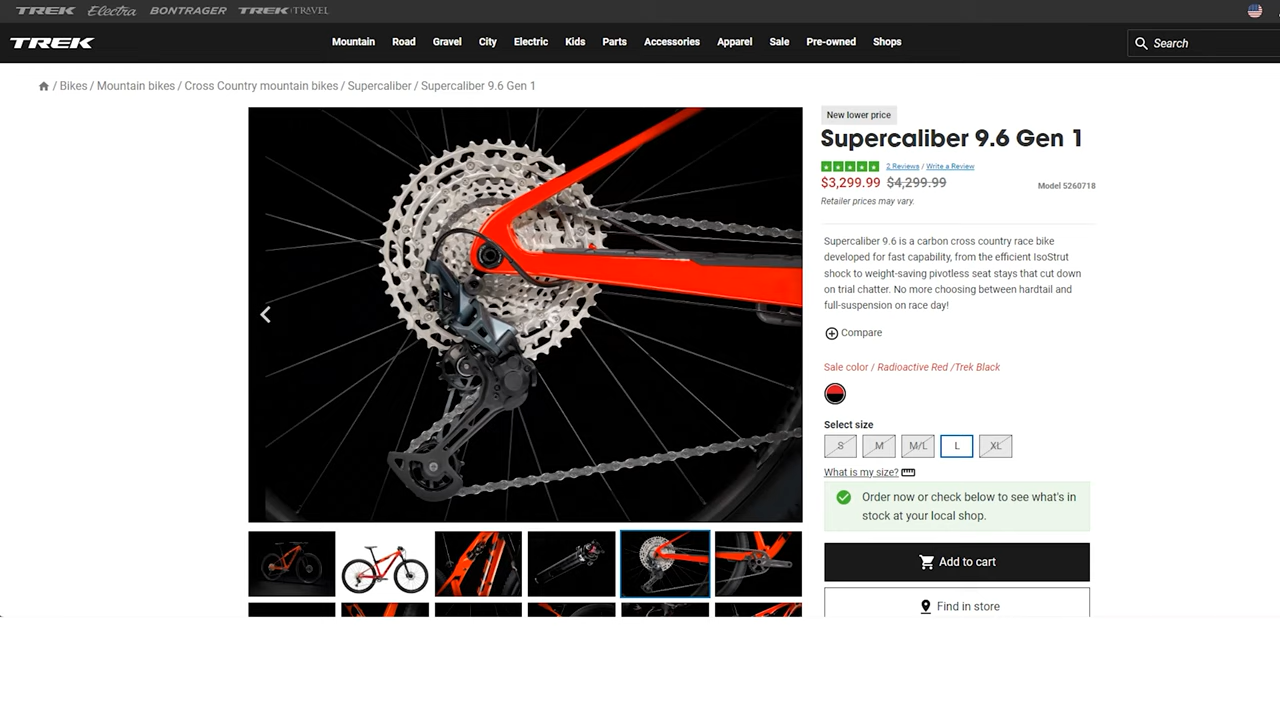 TREK Electra BONTRAGER TREK TRAVEL
TREK Mountain Road Gravel City Electric Kids Parts Accessories Apparel Sale Pre-owned Shops Search
/ Bikes / Mountain bikes / Cross Country mountain bikes / Supercaliber / Supercaliber 9.6 Gen 1
New lower price
Supercaliber 9.6 Gen 1
2 Reviews / Write a Review
$3,299.99 $4,299.99 Model 5260718
Retailer prices may vary.
Supercaliber 9.6 is a carbon cross country race bike
developed for fast capability, from the efficient IsoStrut
shock to weight-saving pivotless seat stays that cut down
on trial chatter. No more choosing between hardtail and
full-suspension on race day!
Compare
Sale color / Radioactive Red /Trek Black
Select size
S M M/L L XL
What is my size?
Order now or check below to see what's in
stock at your local shop.
Add to cart
Find in store